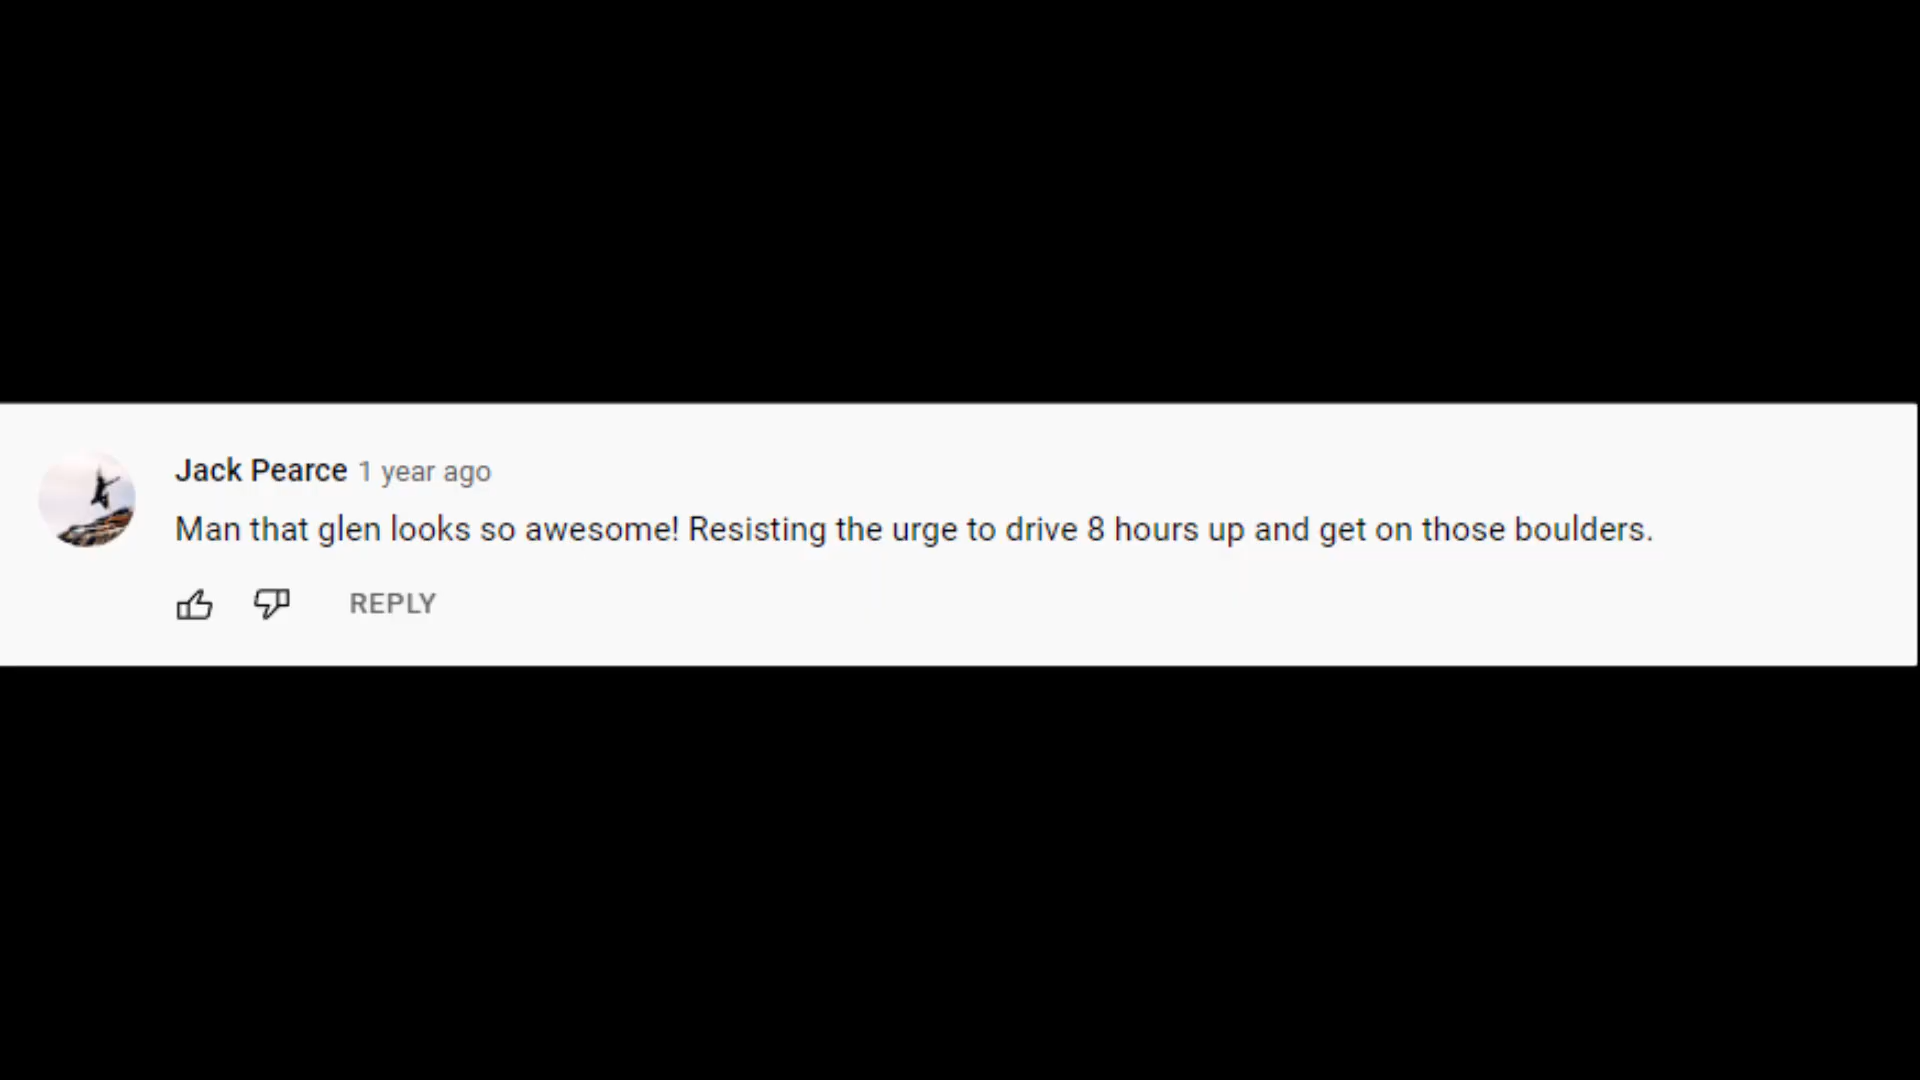 Jack Pearce 1 year ago
Man that glen looks so awesome! Resisting the urge to drive 8 hours up and get on those boulders.
REPLY